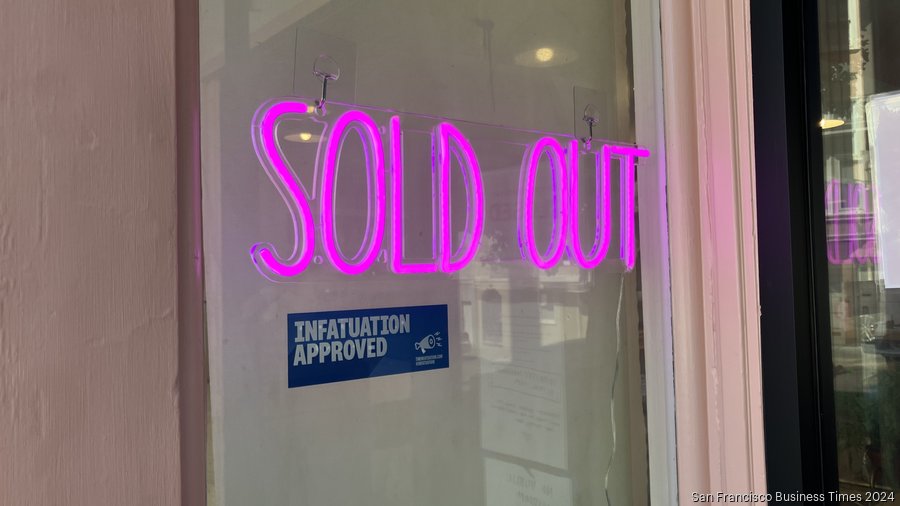 SOLD OUT
INFATUATION
APPROVED
San Francisco Business Times 2024